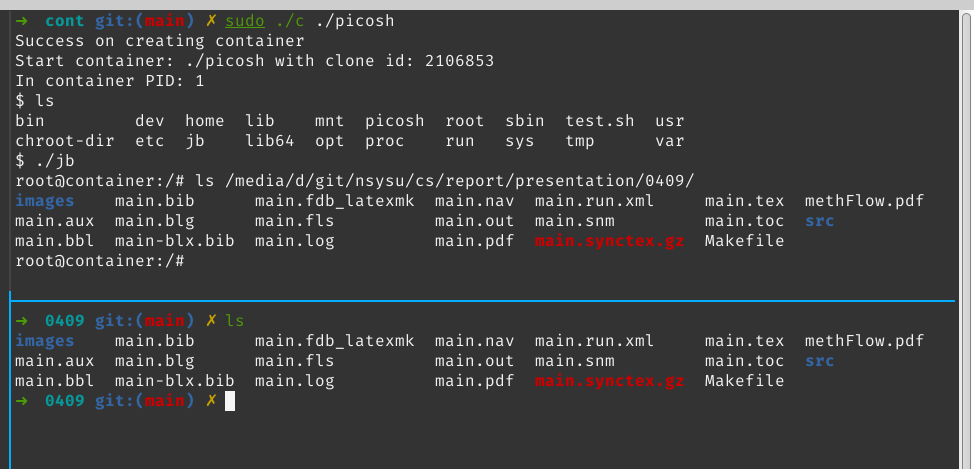 ➜ cont git:(main) ✗ sudo ./c ./picosh
Success on creating container
Start container: ./picosh with clone id: 2106853
In container PID: 1
$ ls
bin dev home lib mnt picosh root sbin test.sh usr
chroot-dir etc jb lib64 opt proc run sys tmp var
$ ./jb
root@container:/# ls /media/d/git/nsysu/cs/report/presentation/0409/
images main.bib main.fdb_latexmk main.nav main.run.xml main.tex methFlow.pdf
main.aux main.blg main.fls main.out main.snm main.toc src
main.bbl main-blx.bib main.log main.pdf main.synctex.gz Makefile
root@container:/#
➜ 0409 git:(main) ✗ ls
images main.bib main.fdb_latexmk main.nav main.run.xml main.tex methFlow.pdf
main.aux main.blg main.fls main.out main.snm main.toc src
main.bbl main-blx.bib main.log main.pdf main.synctex.gz Makefile
➜ 0409 git:(main) ✗